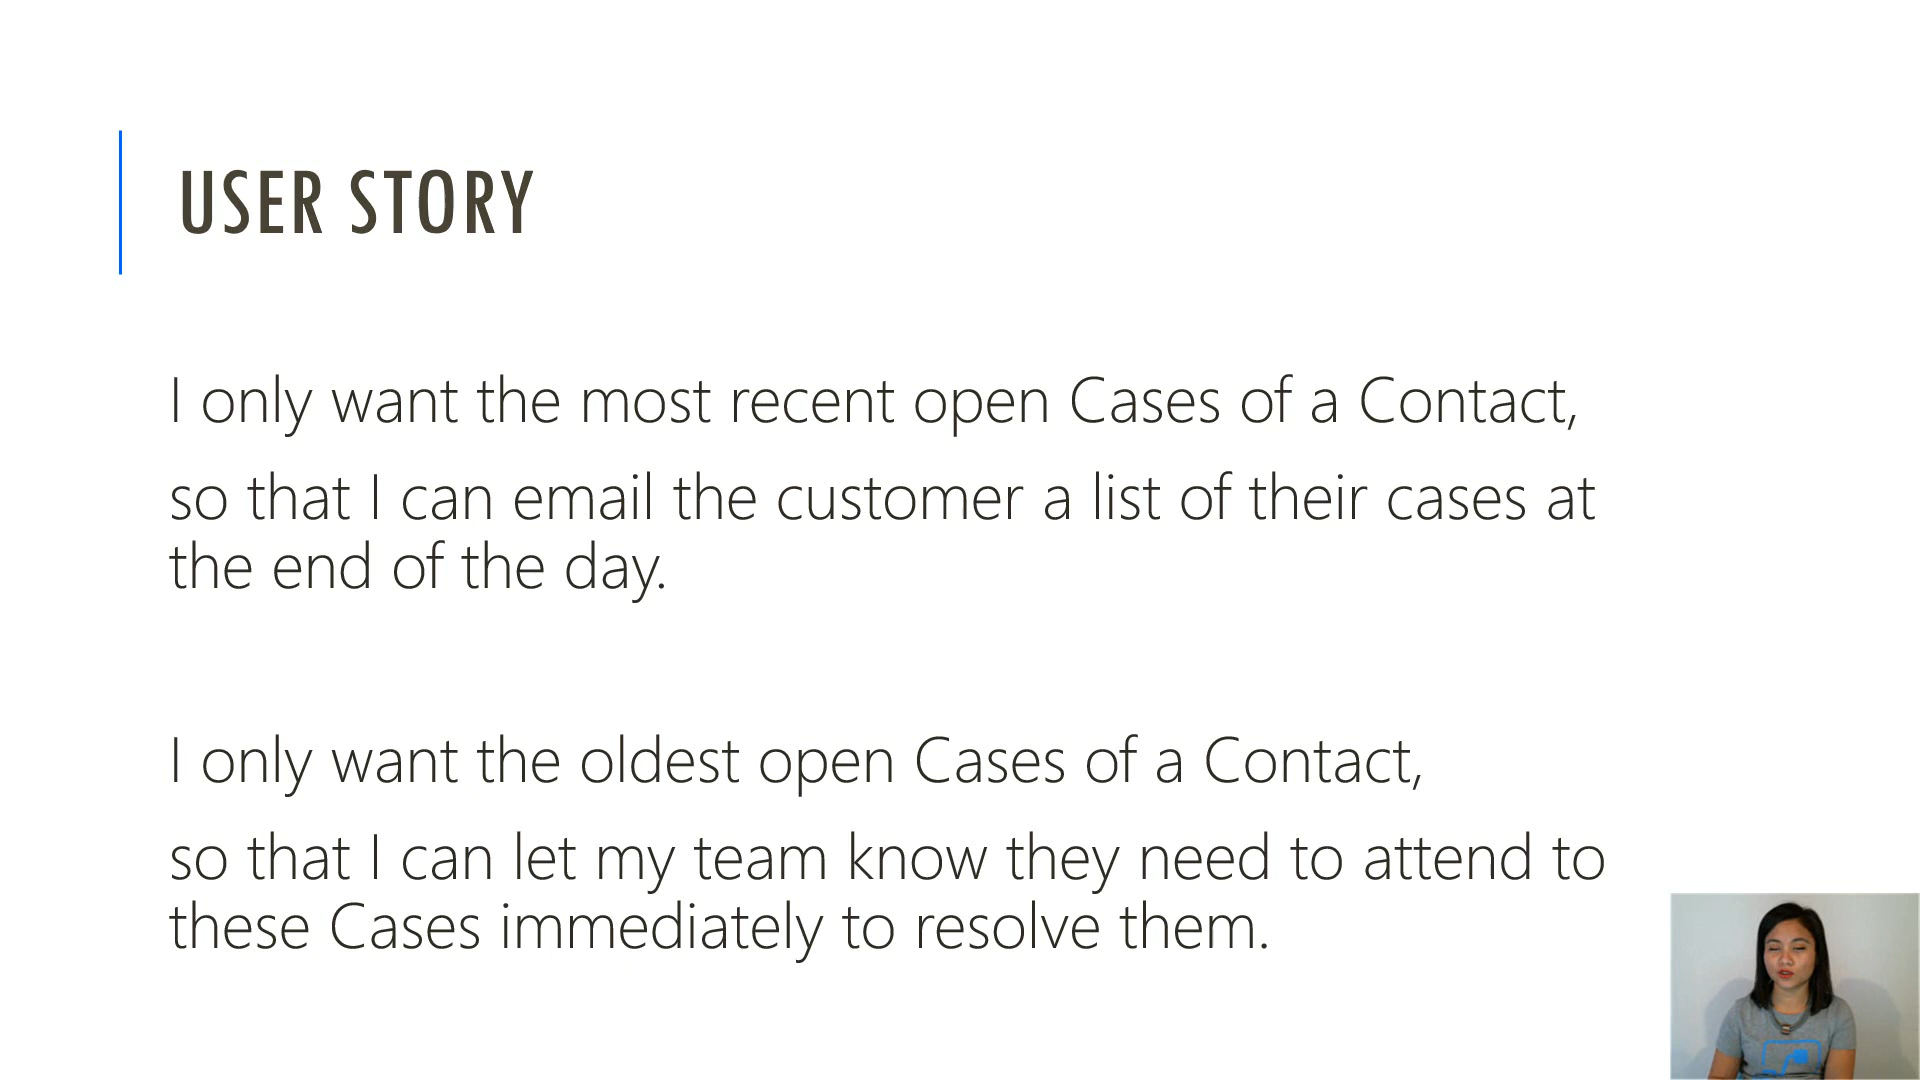 USER STORY
I only want the most recent open Cases of a Contact,
so that I can email the customer a list of their cases at
the end of the day.
I only want the oldest open Cases of a Contact,
so that I can let my team know they need to attend to
these Cases immediately to resolve them.